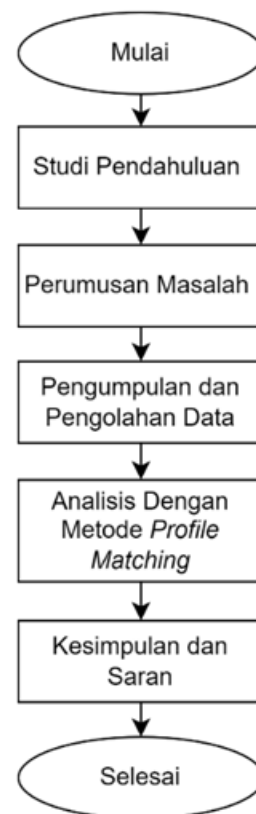 Mulai
Studi Pendahuluan
Perumusan Masalah
Pengumpulan dan
Pengolahan Data
Analisis Dengan
Metode Profile
Matching
Kesimpulan dan
Saran
Selesai